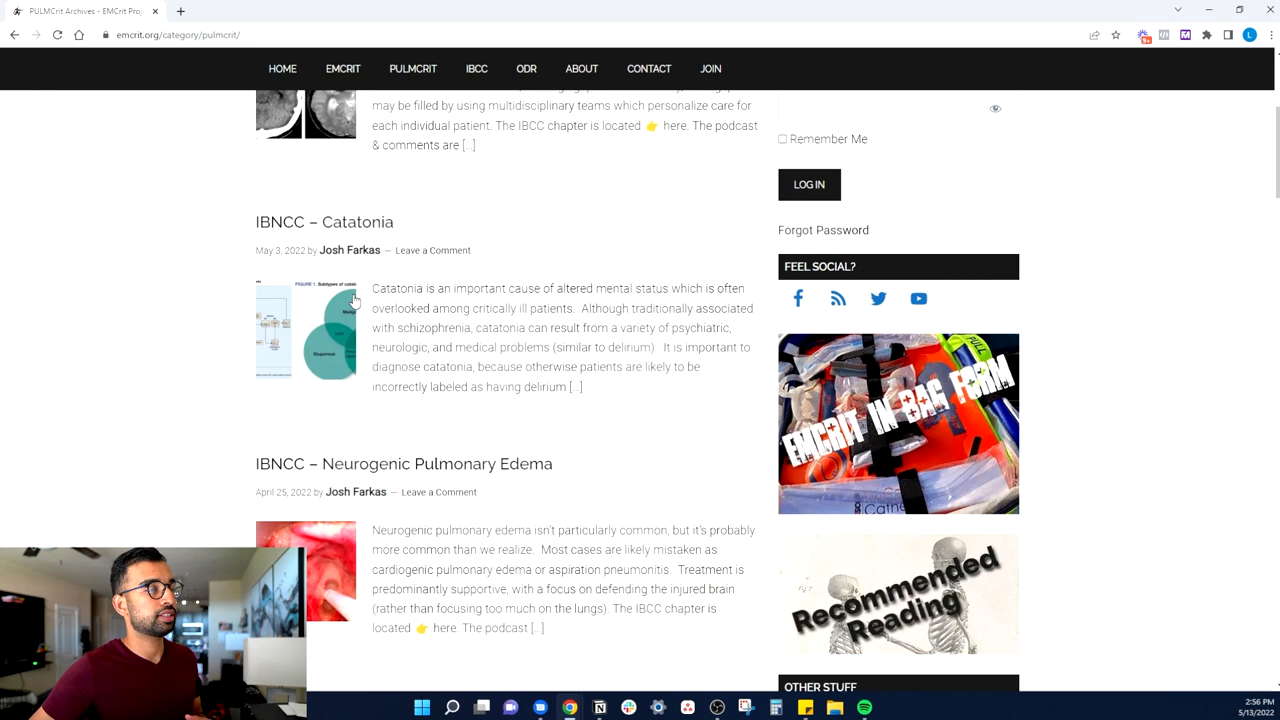 PULMCrit Archives - EMCrit Proj
emcrit.org/category/pulmcrit/
9+
L
HOME EMCRIT PULMCRIT IBCC ODR ABOUT CONTACT JOIN
may be filled by using multidisciplinary teams which personalize care for
each individual patient. The IBCC chapter is located 👉 here. The podcast
& comments are [...]
Remember Me
LOG IN
Forgot Password
IBNCC – Catatonia
May 3, 2022 by Josh Farkas — Leave a Comment
FIGURE 1. Subtypes of catat
Catatonia is an important cause of altered mental status which is often
overlooked among critically ill patients. Although traditionally associated
with schizophrenia, catatonia can result from a variety of psychiatric,
neurologic, and medical problems (similar to delirium). It is important to
diagnose catatonia, because otherwise patients are likely to be
incorrectly labeled as having delirium [...]
FEEL SOCIAL?
PULL
EMCRIT IN BAG FORM
Cathe
IBNCC – Neurogenic Pulmonary Edema
April 25, 2022 by Josh Farkas — Leave a Comment
Neurogenic pulmonary edema isn't particularly common, but it's probably
more common than we realize. Most cases are likely mistaken as
cardiogenic pulmonary edema or aspiration pneumonitis. Treatment is
predominantly supportive, with a focus on defending the injured brain
(rather than focusing too much on the lungs). The IBCC chapter is
located 👉 here. The podcast [...]
Recommended
Reading
OTHER STUFF
2:56 PM
5/13/2022